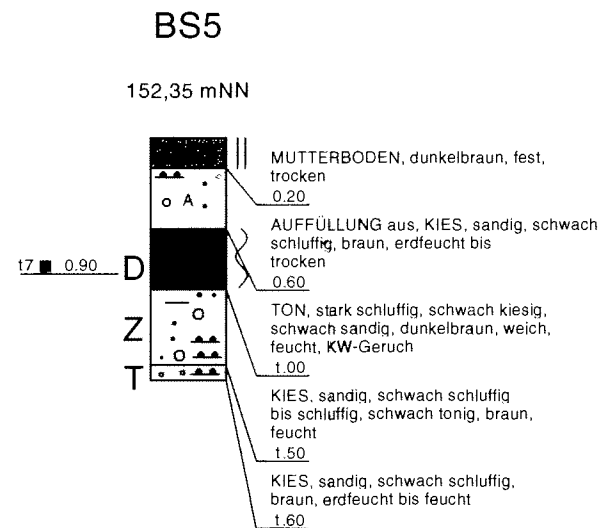 BS5
152,35 mNN
MUTTERBODEN, dunkelbraun, fest,
trocken
0.20
A
AUFFÜLLUNG aus, KIES, sandig, schwach
schluffig, braun, erdfeucht bis
trocken
0.60
t7 0.90
D
TON, stark schluffig, schwach kiesig,
schwach sandig, dunkelbraun, weich,
feucht, KW-Geruch
1.00
Z
T
KIES, sandig, schwach schluffig
bis schluffig, schwach tonig, braun,
feucht
1.50
KIES, sandig, schwach schluffig,
braun, erdfeucht bis feucht
1.60